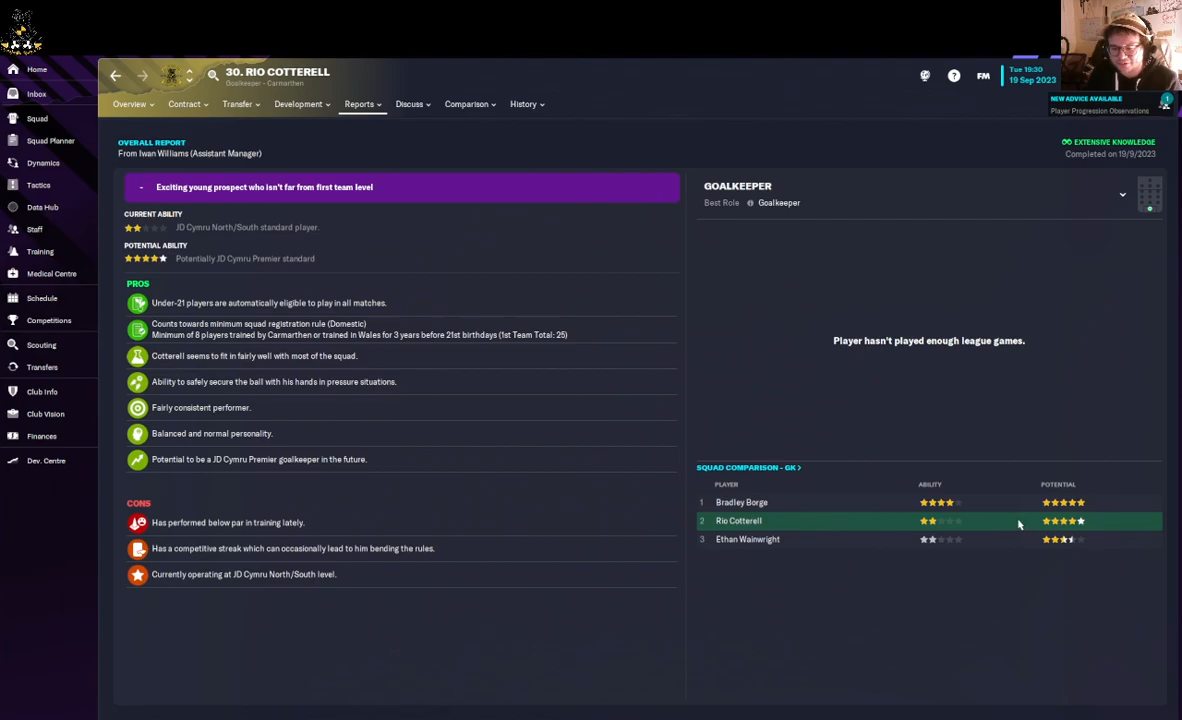 Home
Inbox
Squad
Squad Planner
Dynamics
Tactics
Data Hub
Staff
Training
Medical Centre
Schedule
Competitions
Scouting
Transfers
Club Info
Club Vision
Finances
Dev. Centre
30. RIO COTTERELL
Goalkeeper - Carmarthen
FM
Tue 19:30
19 Sep 2023
NEW ADVICE AVAILABLE
1
Player Progression Observations
Overview Contract Transfer Development Reports Discuss Comparison History
OVERALL REPORT
From Iwan Williams (Assistant Manager)
EXTENSIVE KNOWLEDGE
Completed on 19/9/2023
- Exciting young prospect who isn't far from first team level
CURRENT ABILITY
JD Cymru North/South standard player.
POTENTIAL ABILITY
Potentially JD Cymru Premier standard
PROS
Under-21 players are automatically eligible to play in all matches.
Counts towards minimum squad registration rule (Domestic)
Minimum of 8 players trained by Carmarthen or trained in Wales for 3 years before 21st birthdays (1st Team Total: 25)
Cotterell seems to fit in fairly well with most of the squad.
Ability to safely secure the ball with his hands in pressure situations.
Fairly consistent performer.
Balanced and normal personality.
Potential to be a JD Cymru Premier goalkeeper in the future.
CONS
Has performed below par in training lately.
Has a competitive streak which can occasionally lead to him bending the rules.
Currently operating at JD Cymru North/South level.
GOALKEEPER
Best Role Goalkeeper
Player hasn't played enough league games.
SQUAD COMPARISON - GK >
PLAYER ABILITY POTENTIAL
1 Bradley Borge
2 Rio Cotterell
3 Ethan Wainwright